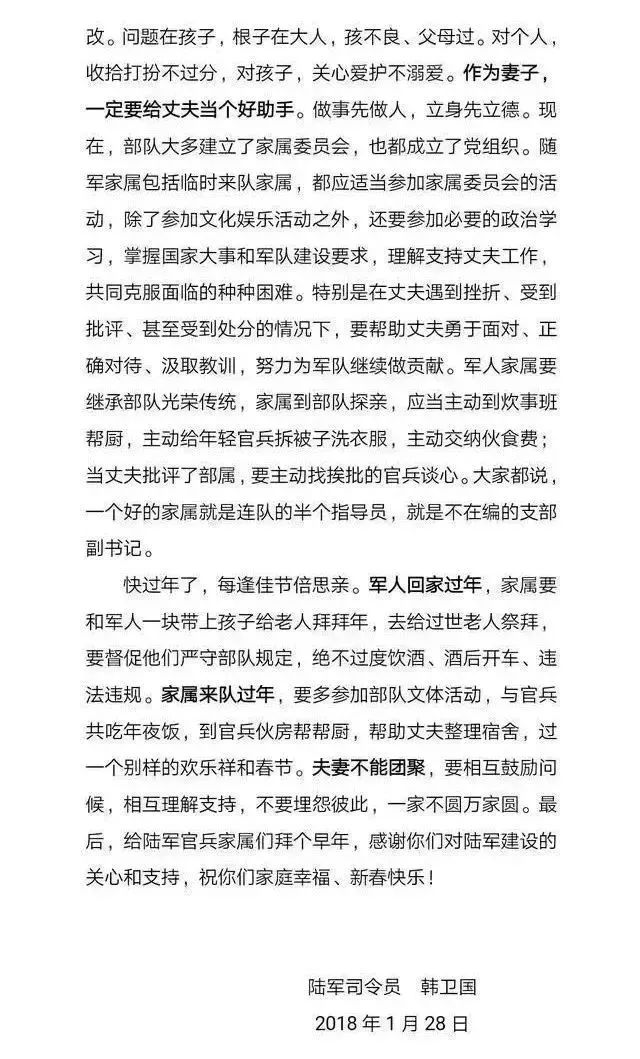 改。问题在孩子，根子在大人，孩不良、父母过。对个人，
收拾打扮不过分，对孩子，关心爱护不溺爱。作为妻子，
一定要给丈夫当个好助手。做事先做人，立身先立德。现
在，部队大多建立了家属委员会，也都成立了党组织。随
军家属包括临时来队家属，都应适当参加家属委员会的活
动，除了参加文化娱乐活动之外，还要参加必要的政治学
习，掌握国家大事和军队建设要求，理解支持丈夫工作，
共同克服面临的种种困难。特别是在丈夫遇到挫折、受到
批评、甚至受到处分的情况下，要帮助丈夫勇于面对、正
确对待、汲取教训，努力为军队继续做贡献。军人家属要
继承部队光荣传统，家属到部队探亲，应当主动到炊事班
帮厨，主动给年轻官兵拆被子洗衣服，主动交纳伙食费；
当丈夫批评了部属，要主动找挨批的官兵谈心。大家都说，
一个好的家属就是连队的半个指导员，就是不在编的支部
副书记。
快过年了，每逢佳节倍思亲。军人回家过年，家属要
和军人一块带上孩子给老人拜拜年，去给过世老人祭拜，
要督促他们严守部队规定，绝不过度饮酒、酒后开车、违
法违规。家属来队过年，要多参加部队文体活动，与官兵
共吃年夜饭，到官兵伙房帮帮厨，帮助丈夫整理宿舍，过
一个别样的欢乐祥和春节。夫妻不能团聚，要相互鼓励问
候，相互理解支持，不要埋怨彼此，一家不圆万家圆。最
后，给陆军官兵家属们拜个早年，感谢你们对陆军建设的
关心和支持，祝你们家庭幸福、新春快乐！
陆军司令员 韩卫国
2018 年 1 月 28 日